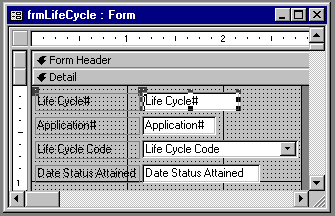 frmLifeCycle : Form
1 2
Form Header
Detail
Life Cycle# Life Cycle#
Application# Application#
Life Cycle Code Life Cycle Code
Date Status Attained Date Status Attained
1